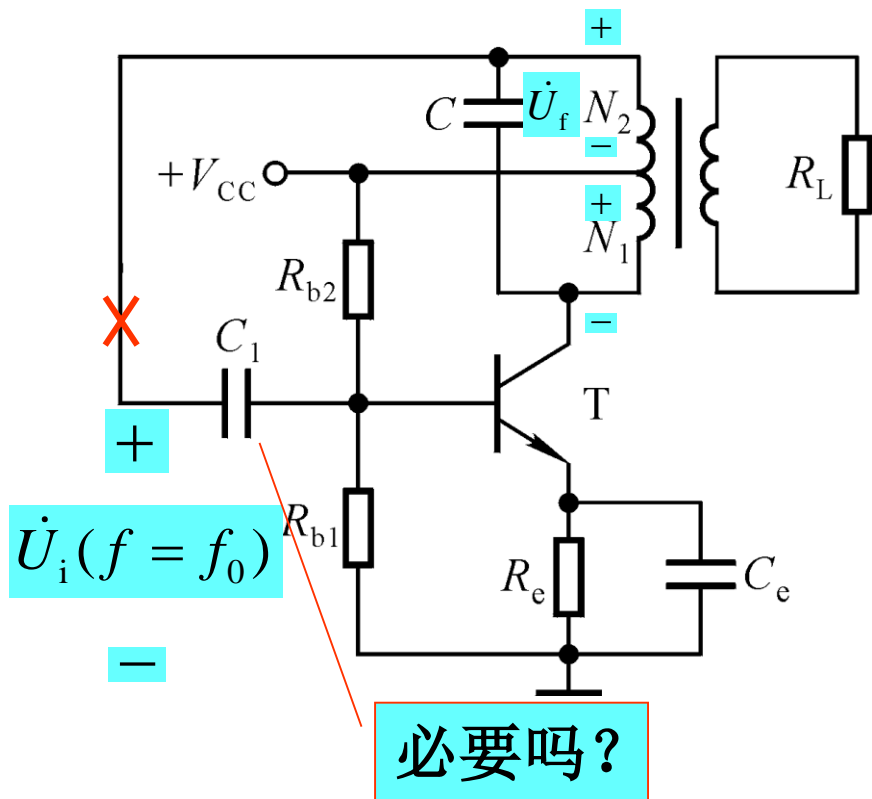 +
C
U̇f
N2
−
+VCC
+
N1
RL
Rb2
−
C1
T
+
U̇i(f = f0)
Rb1
Re
Ce
−
必要吗？